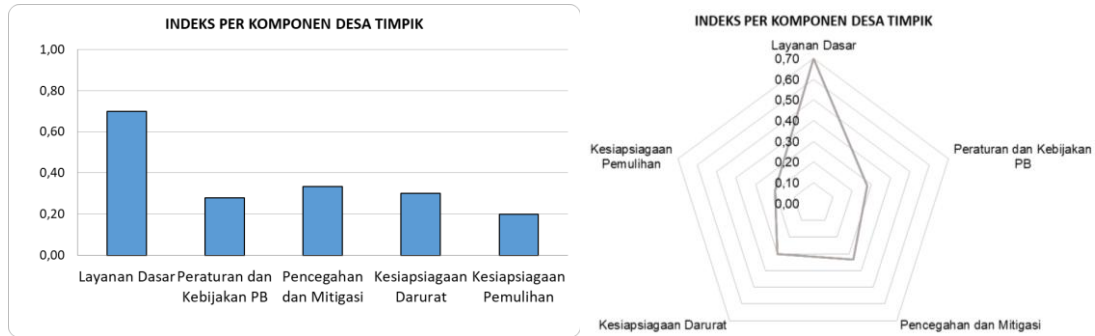 INDEKS PER KOMPONEN DESA TIMPIK
1,00
0,80
0,60
0,40
0,20
0,00
Layanan Dasar
Peraturan dan
Kebijakan PB
Pencegahan
dan Mitigasi
Kesiapsiagaan
Darurat
Kesiapsiagaan
Pemulihan
INDEKS PER KOMPONEN DESA TIMPIK
Layanan Dasar
0,70
0,60
0,50
0,40
0,30
0,20
0,10
0,00
Peraturan dan Kebijakan
PB
Pencegahan dan Mitigasi
Kesiapsiagaan Darurat
Kesiapsiagaan
Pemulihan